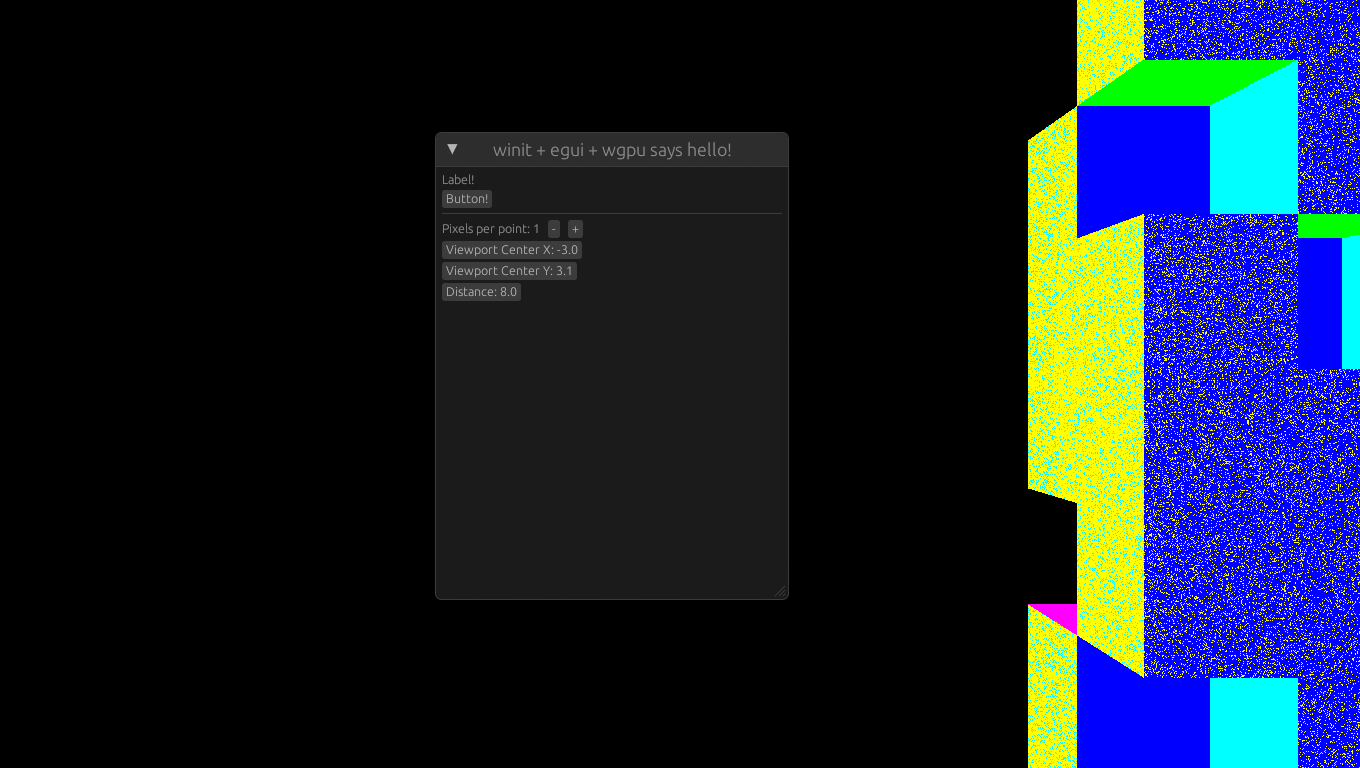 winit + egui + wgpu says hello!
Label!
Button!
Pixels per point: 1 - +
Viewport Center X: -3.0
Viewport Center Y: 3.1
Distance: 8.0